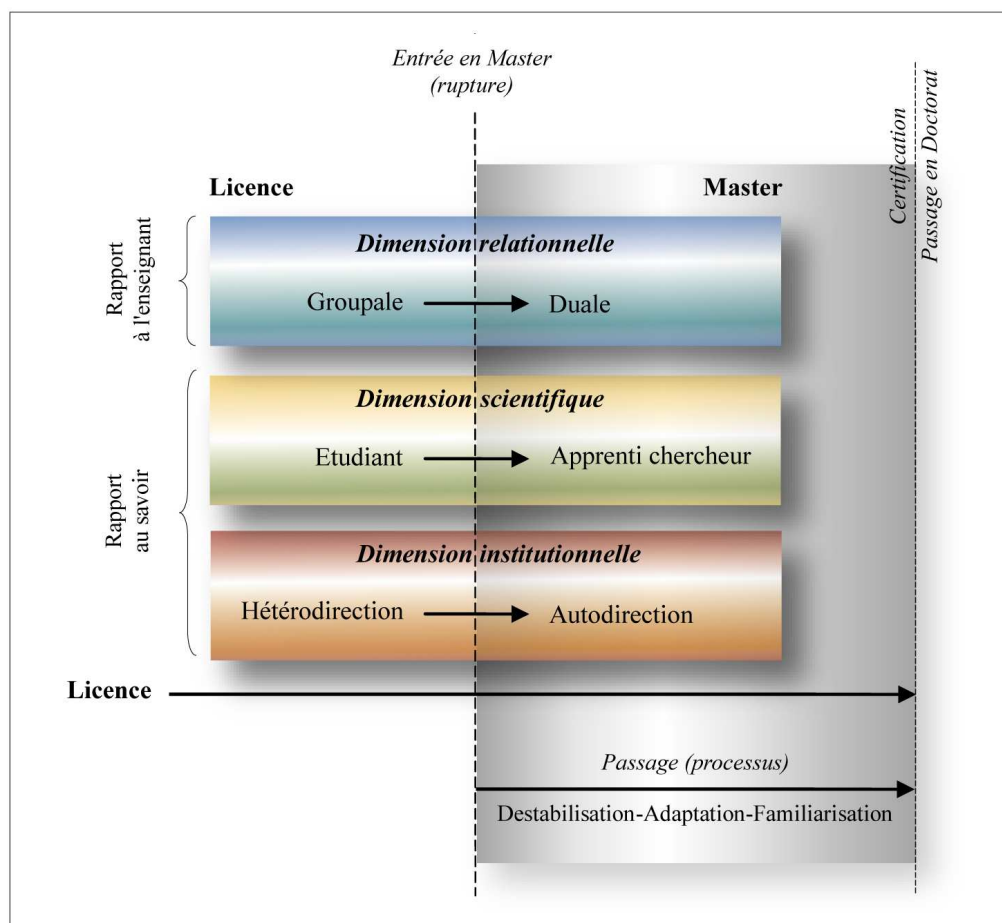 Entrée en Master
(rupture)
Certification
Passage en Doctorat
Licence
Master
Rapport
à l'enseignant
Dimension relationnelle
Groupale
Duale
Rapport
au savoir
Dimension scientifique
Etudiant
Apprenti chercheur
Dimension institutionnelle
Hétérodirection
Autodirection
Licence
Passage (processus)
Destabilisation-Adaptation-Familiarisation